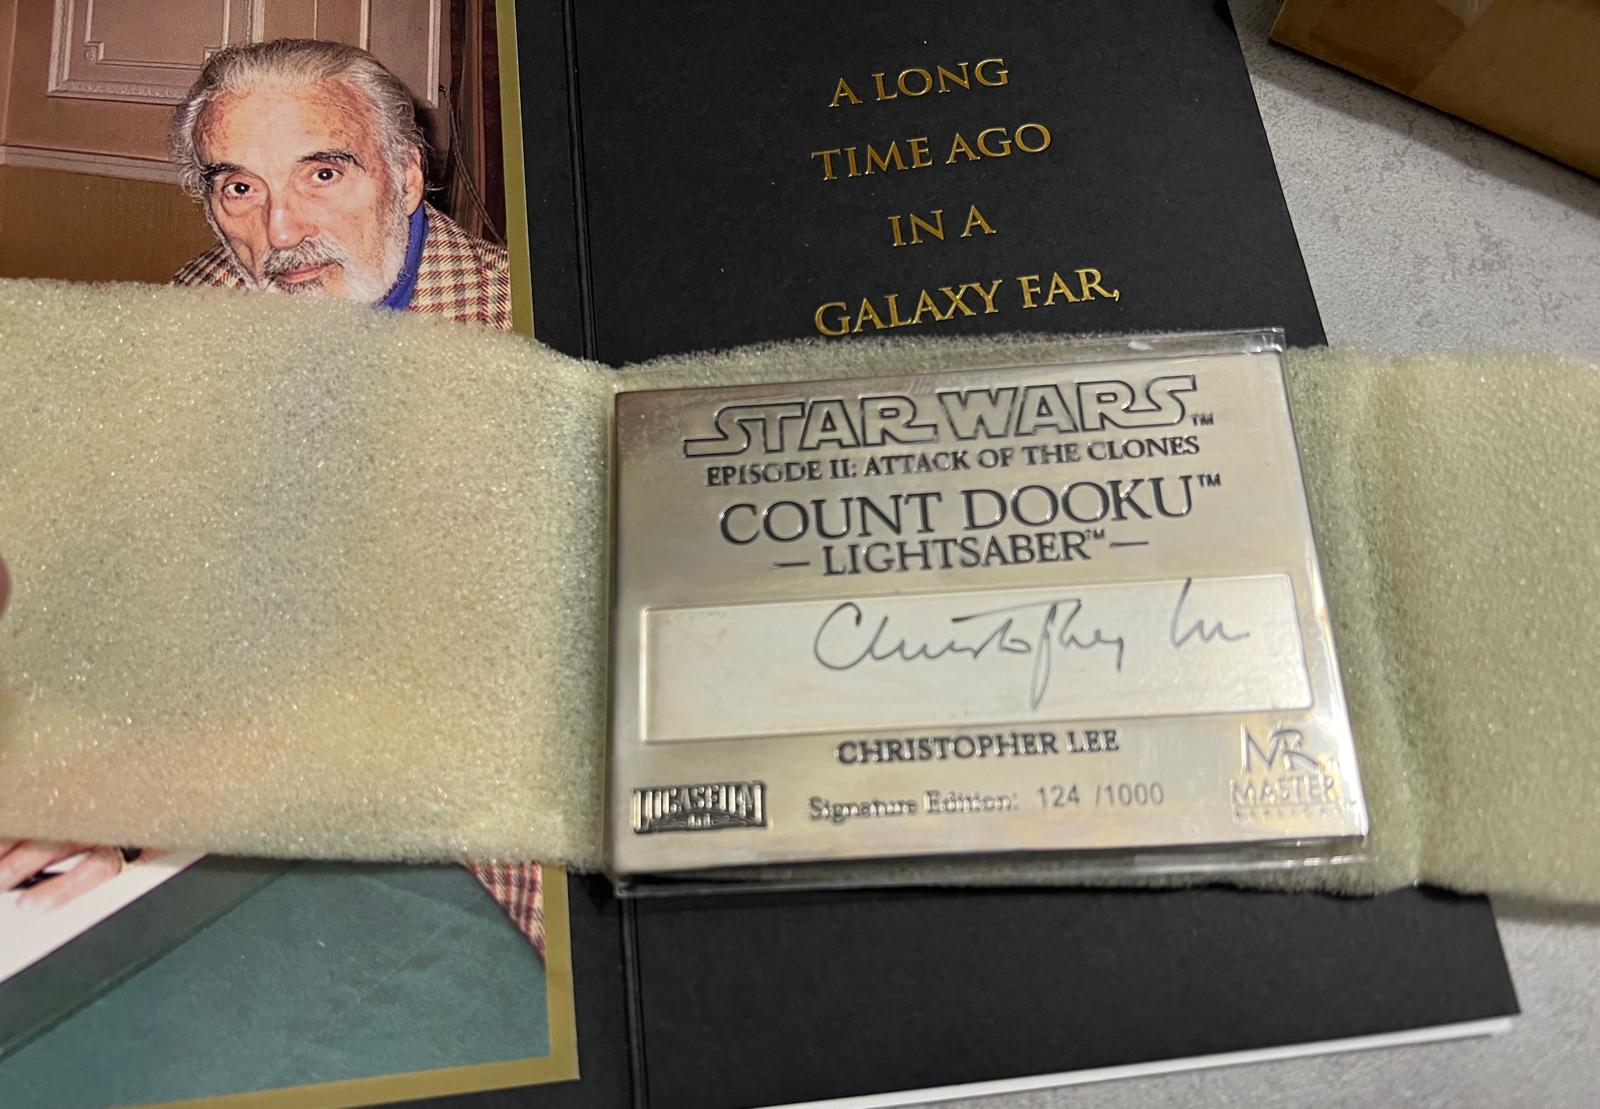 A LONG
TIME AGO
IN A
GALAXY FAR,
STAR WARS™
EPISODE II: ATTACK OF THE CLONES
COUNT DOOKU™
— LIGHTSABER™ —
Christopher Lee
CHRISTOPHER LEE
LUCASFILM
Signature Edition: 124 /1000
MR
MASTER